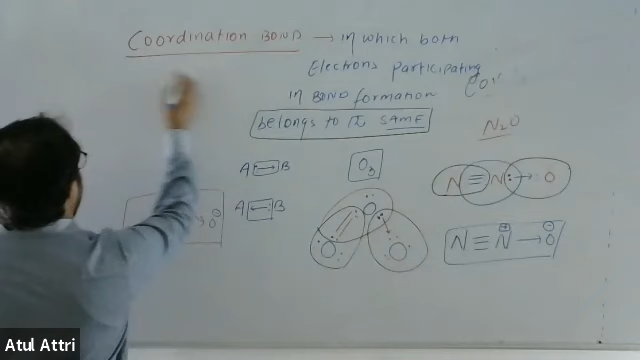 COORDINATION BOND → in which both
Electrons participating
in BOND formation
belongs to the SAME
N₂O
A → B
O₃
N ≡ N : → O
A ← B
N ≡ N⊕ → O⊖
O⊖
Atul Attri